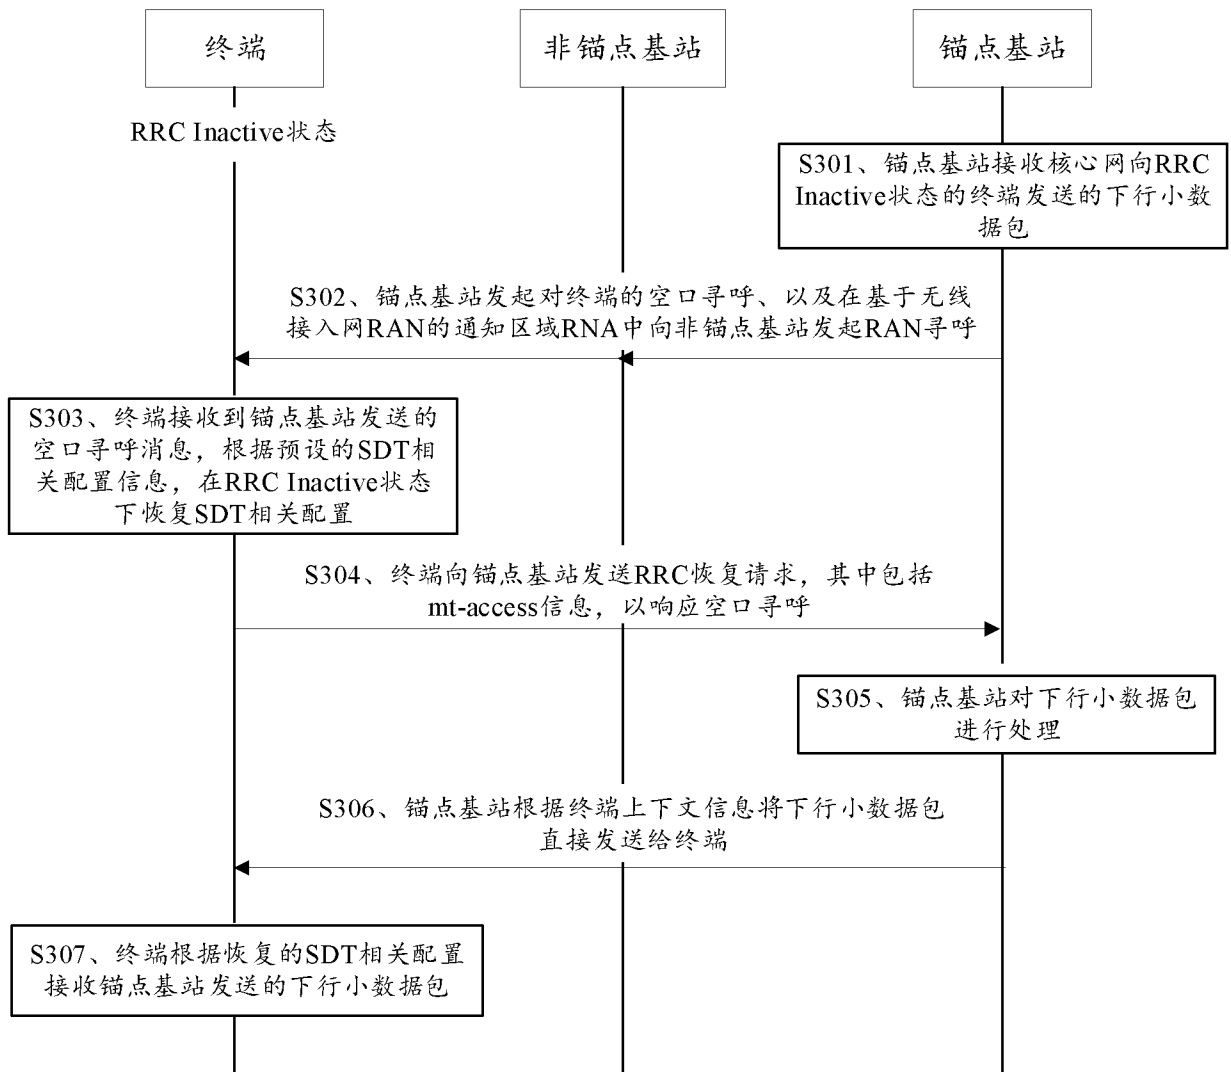 终端
非锚点基站
锚点基站
RRC Inactive状态
S301、锚点基站接收核心网向RRC
Inactive状态的终端发送的下行小数
据包
S302、锚点基站发起对终端的空口寻呼、以及在基于无线
接入网RAN的通知区域RNA中向非锚点基站发起RAN寻呼
S303、终端接收到锚点基站发送的
空口寻呼消息，根据预设的SDT相
关配置信息，在RRC Inactive状态
下恢复SDT相关配置
S304、终端向锚点基站发送RRC恢复请求，其中包括
mt-access信息，以响应空口寻呼
S305、锚点基站对下行小数据包
进行处理
S306、锚点基站根据终端上下文信息将下行小数据包
直接发送给终端
S307、终端根据恢复的SDT相关配置
接收锚点基站发送的下行小数据包